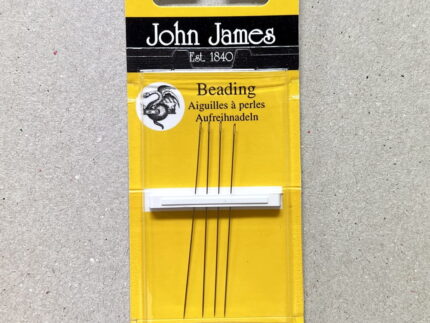 John James
Est. 1840
Beading
Aiguilles à perles
Aufreihnadeln